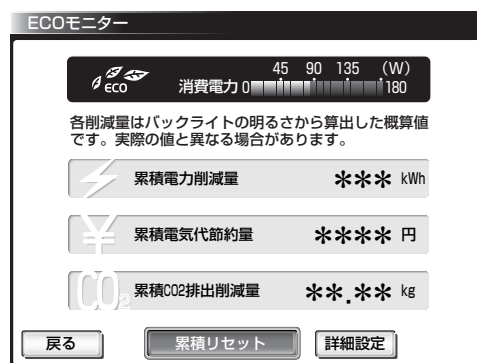 ECOモニター
45 90 135 (W)
eco 消費電力 0 180
各削減量はバックライトの明るさから算出した概算値
です。実際の値と異なる場合があります。
累積電力削減量 *** kWh
¥ 累積電気代節約量 **** 円
CO2 累積CO2排出削減量 **.** kg
戻る 累積リセット 詳細設定